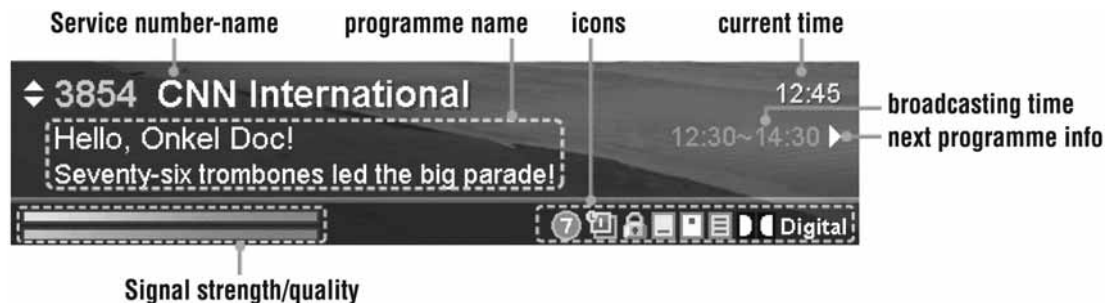 Service number-name programme name icons current time
3854 CNN International 12:45
broadcasting time
Hello, Onkel Doc! 12:30~14:30 next programme info
Seventy-six trombones led the big parade!
7 Digital
Signal strength/quality